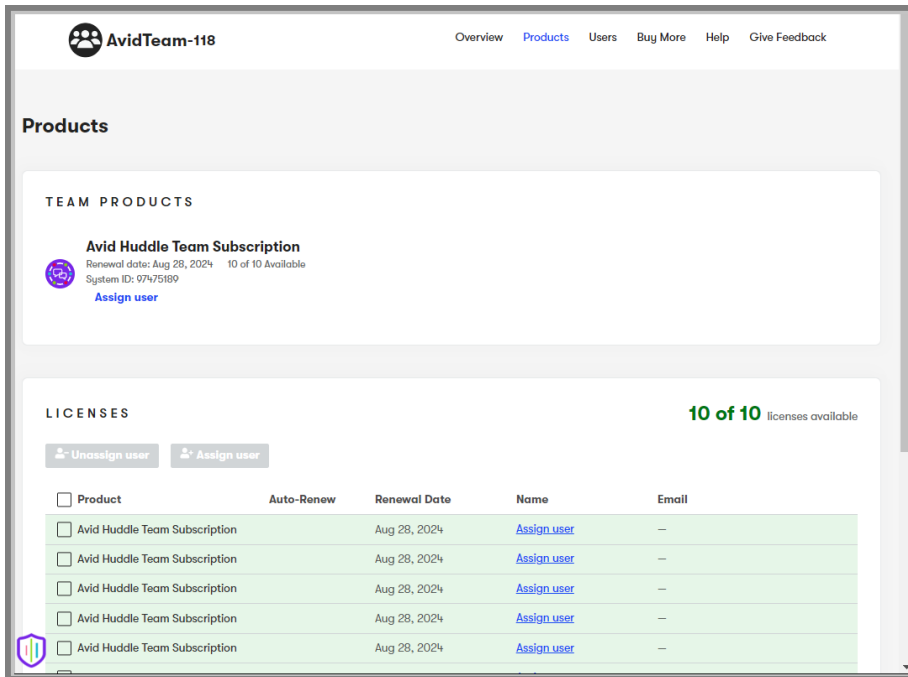 AvidTeam-118
Overview Products Users Buy More Help Give Feedback
Products
TEAM PRODUCTS
Avid Huddle Team Subscription
Renewal date: Aug 28, 2024 10 of 10 Available
System ID: 97475189
Assign user
LICENSES
10 of 10 licenses available
Unassign user Assign user
Product Auto-Renew Renewal Date Name Email
Avid Huddle Team Subscription Aug 28, 2024 Assign user —
Avid Huddle Team Subscription Aug 28, 2024 Assign user —
Avid Huddle Team Subscription Aug 28, 2024 Assign user —
Avid Huddle Team Subscription Aug 28, 2024 Assign user —
Avid Huddle Team Subscription Aug 28, 2024 Assign user —